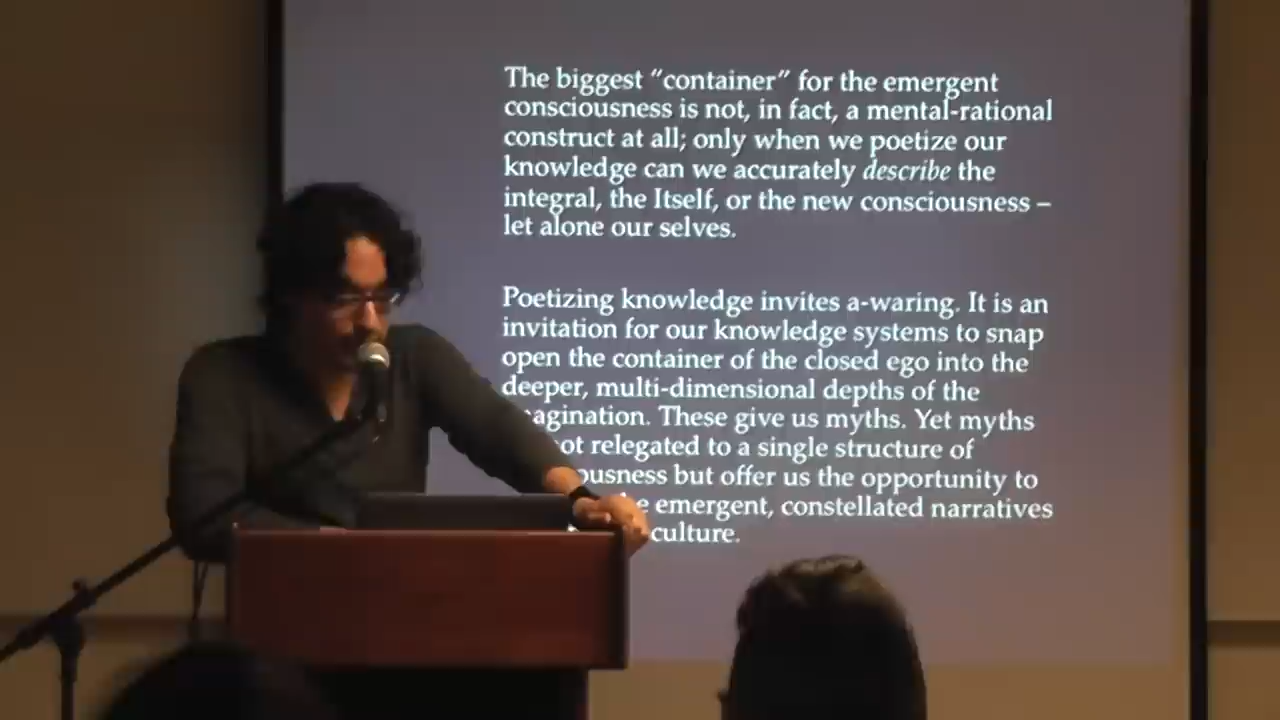 The biggest “container” for the emergent
consciousness is not, in fact, a mental-rational
construct at all; only when we poetize our
knowledge can we accurately describe the
integral, the Itself, or the new consciousness –
let alone our selves.
Poetizing knowledge invites a-waring. It is an
invitation for our knowledge systems to snap
open the container of the closed ego into the
deeper, multi-dimensional depths of the
agination. These give us myths. Yet myths
ot relegated to a single structure of
ousness but offer us the opportunity to
e emergent, constellated narratives
culture.